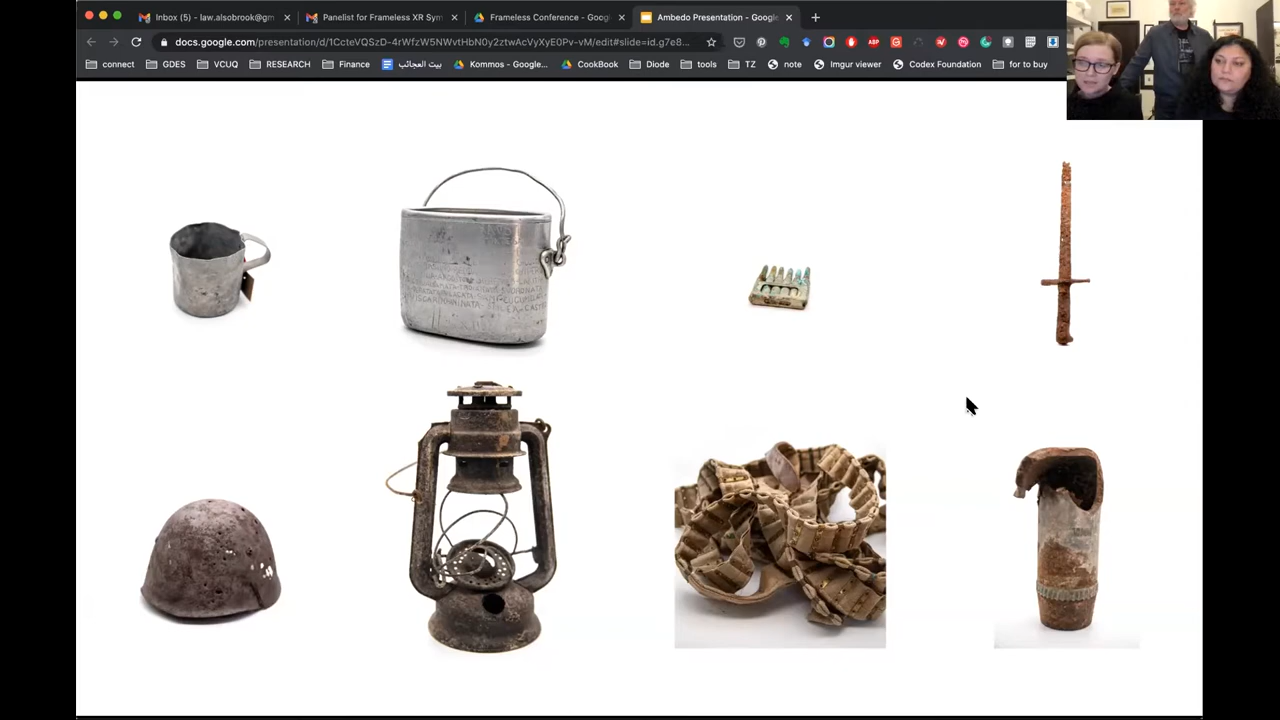 Inbox (5) - law.alsobrook@gm
Panelist for Frameless XR Sym
Frameless Conference - Goog
Ambedo Presentation - Google
docs.google.com/presentation/d/1CcteVQSzD-4rWfzW5NWvtHbN0y2ztwAcVyXyE0Pv-vM/edit#slide=id.g7e8...
connect
GDES
VCUQ
RESEARCH
Finance
بيت العجائب
Kommos - Google...
CookBook
Diode
tools
TZ
note
Imgur viewer
Codex Foundation
for to buy